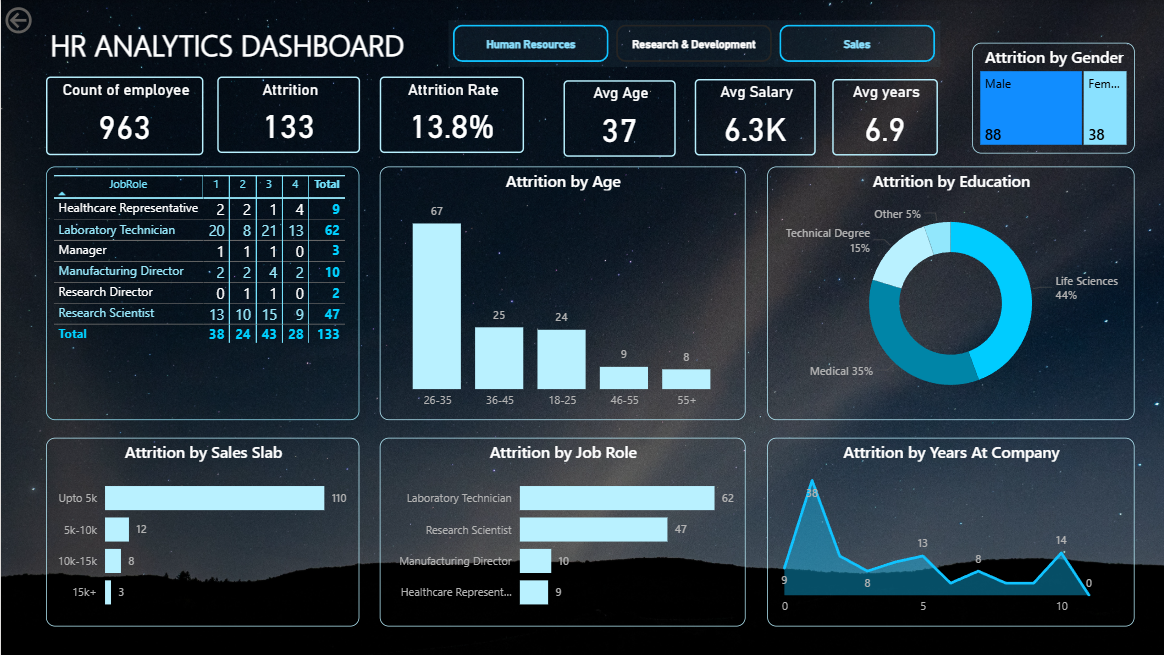 HR ANALYTICS DASHBOARD
Human Resources
Research & Development
Sales
Count of employee
963
Attrition
133
Attrition Rate
13.8%
Avg Age
37
Avg Salary
6.3K
Avg years
6.9
Attrition by Gender
Male
88
Fem...
38
JobRole 1 2 3 4 Total
Healthcare Representative 2 2 1 4 9
Laboratory Technician 20 8 21 13 62
Manager 1 1 1 0 3
Manufacturing Director 2 2 4 2 10
Research Director 0 1 1 0 2
Research Scientist 13 10 15 9 47
Total 38 24 43 28 133
Attrition by Age
67
25
24
9
8
26-35
36-45
18-25
46-55
55+
Attrition by Education
Other 5%
Technical Degree
15%
Life Sciences
44%
Medical 35%
Attrition by Sales Slab
Upto 5k 110
5k-10k 12
10k-15k 8
15k+ 3
Attrition by Job Role
Laboratory Technician 62
Research Scientist 47
Manufacturing Director 10
Healthcare Represent... 9
Attrition by Years At Company
38
9
8
13
8
14
0
0
5
10